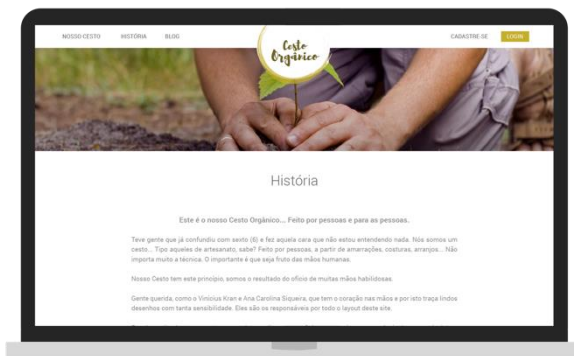 NOSSO CESTO HISTÓRIA BLOG
Cesto
Orgânico
CADASTRE-SE LOGIN
História
Este é o nosso Cesto Orgânico... Feito por pessoas e para as pessoas.
Teve gente que já confundiu com sexto (6) e fez aquela cara que não estou entendendo nada. Nós somos um
cesto... Tipo aqueles de artesanato, sabe? Feito por pessoas, a partir de amarrações, costuras, arranjos... Não
importa muito a técnica. O importante é que seja fruto das mãos humanas.
Nosso Cesto tem este princípio, somos o resultado do ofício de muitas mãos habilidosas.
Gente querida, como o Vinícius Kran e Ana Carolina Siqueira, que tem o coração nas mãos e por isto traça lindos
desenhos com tanta sensibilidade. Eles são os responsáveis por todo o layout deste site.